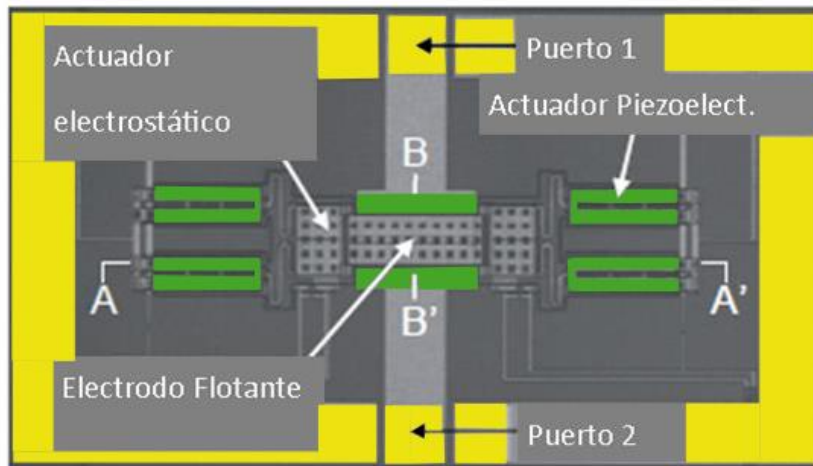 Actuador
electrostático
Puerto 1
Actuador Piezoelect.
B
A
A'
B'
Electrodo Flotante
Puerto 2